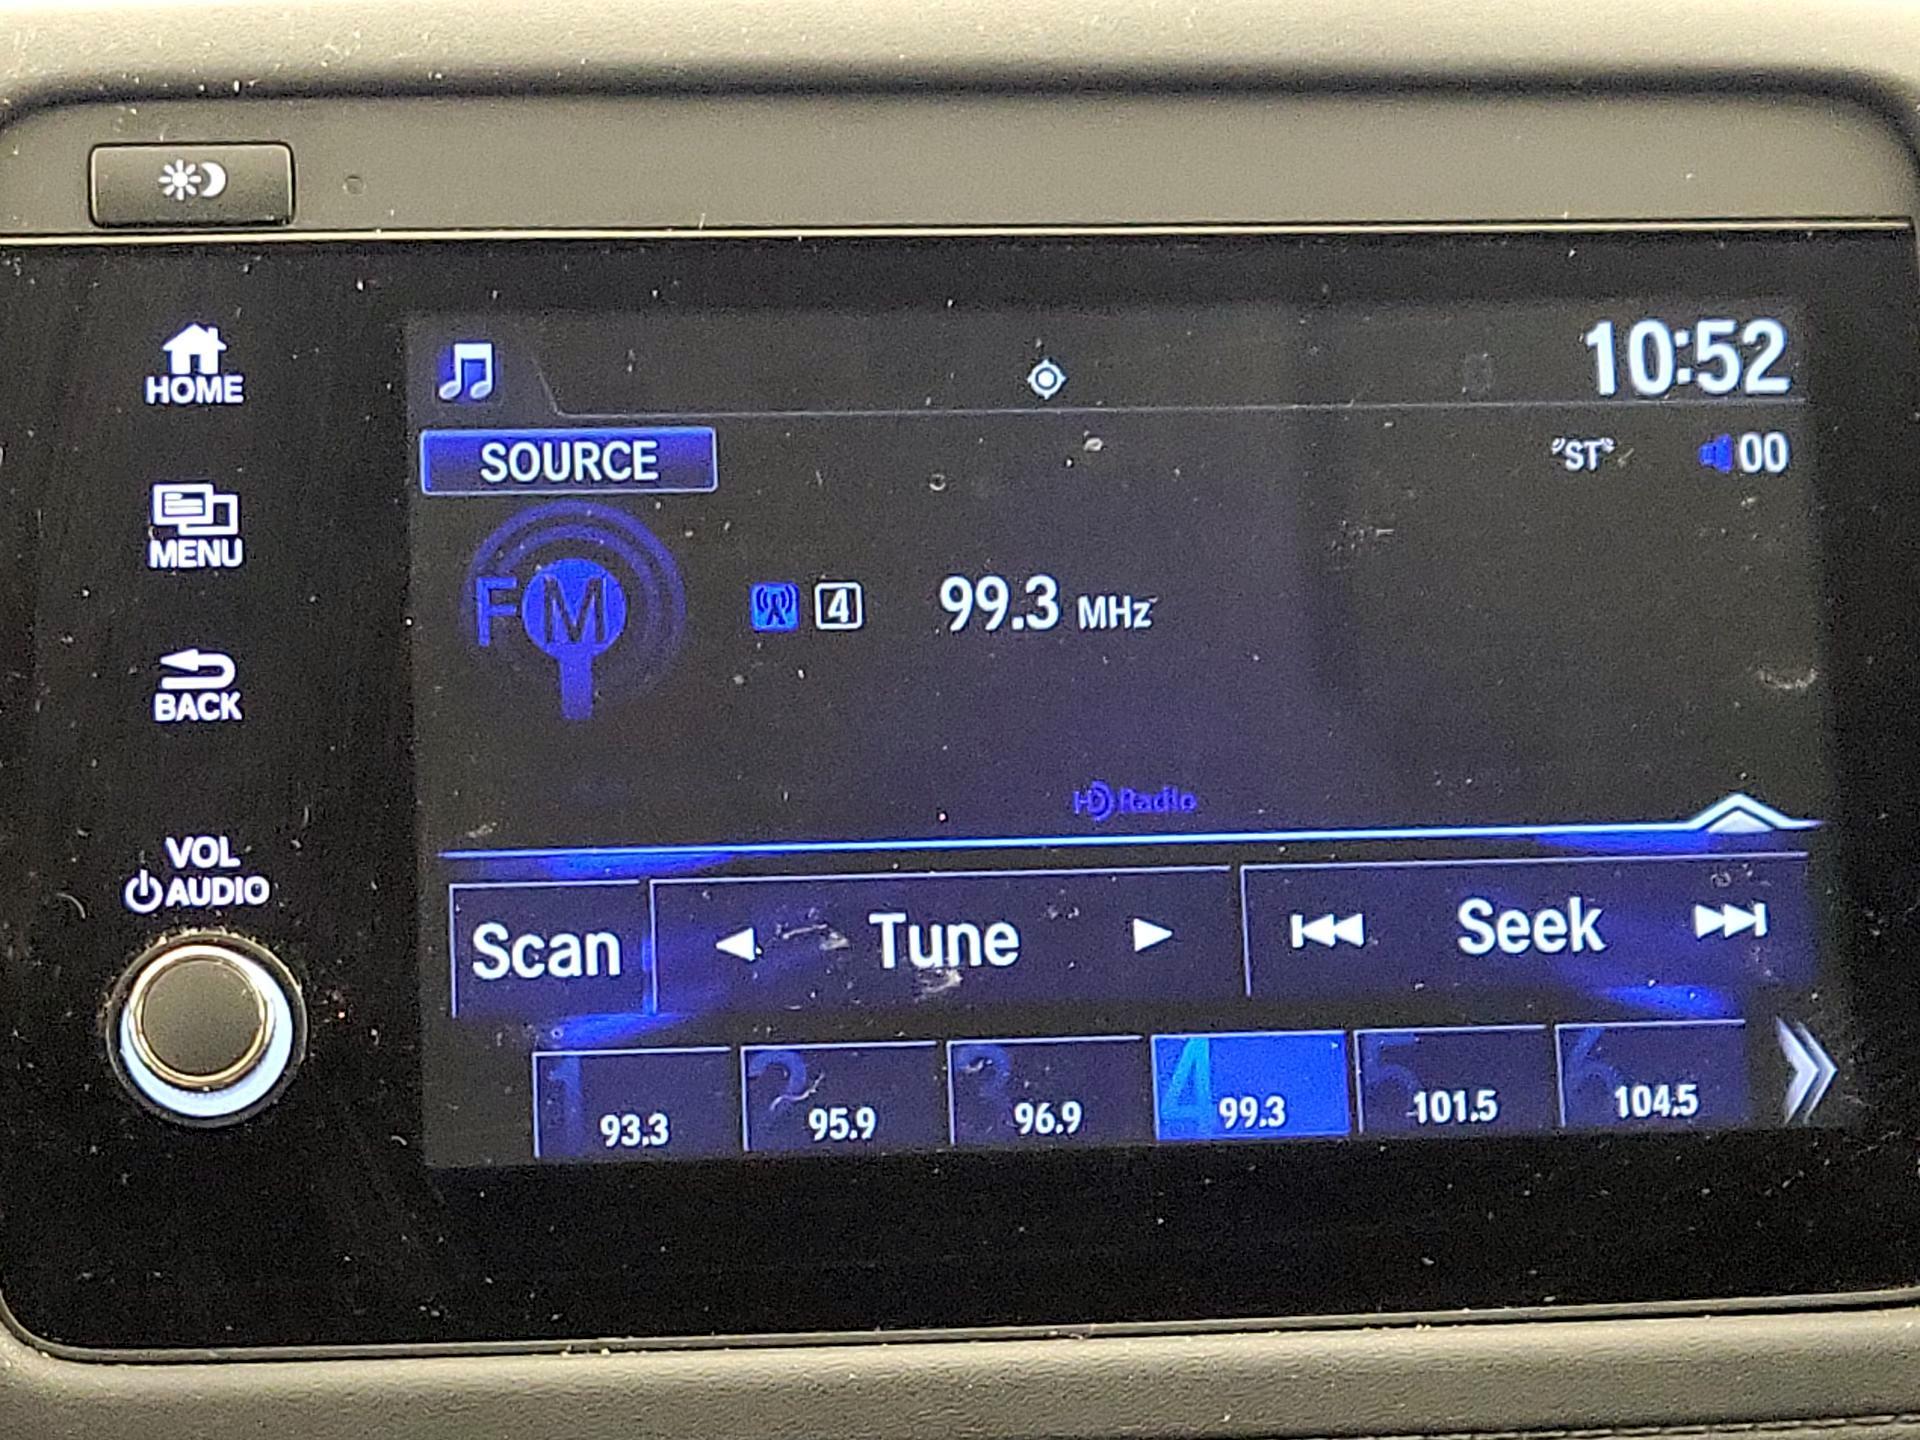 10:52
HOME
SOURCE
"ST"
00
MENU
FM
4
99.3 MHz
BACK
HD Radio
VOL
AUDIO
Scan
Tune
Seek
1 93.3
2 95.9
3 96.9
4 99.3
5 101.5
6 104.5